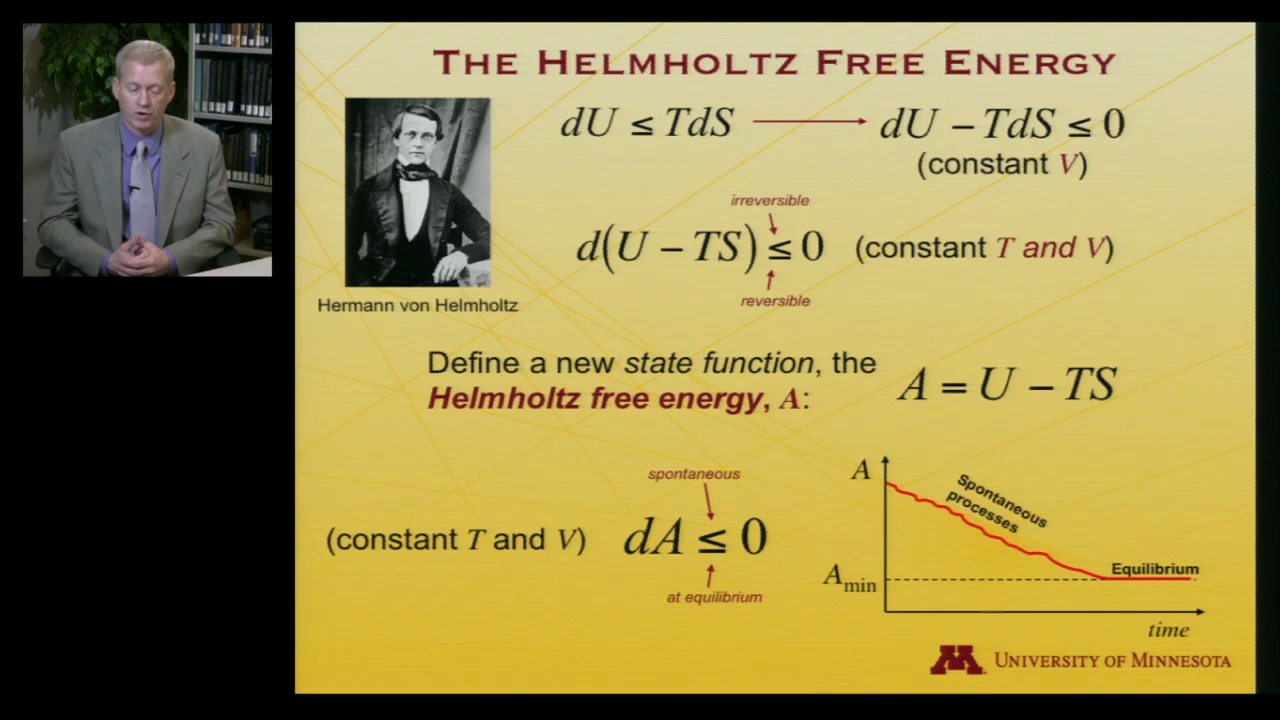 THE HELMHOLTZ FREE ENERGY
dU ≤ TdS
dU − TdS ≤ 0
(constant V)
irreversible
d(U − TS) ≤ 0 (constant T and V)
reversible
Hermann von Helmholtz
Define a new state function, the
Helmholtz free energy, A:
A = U − TS
spontaneous
(constant T and V) dA ≤ 0
at equilibrium
A
Spontaneous
processes
Equilibrium
Amin
time
M
UNIVERSITY OF MINNESOTA